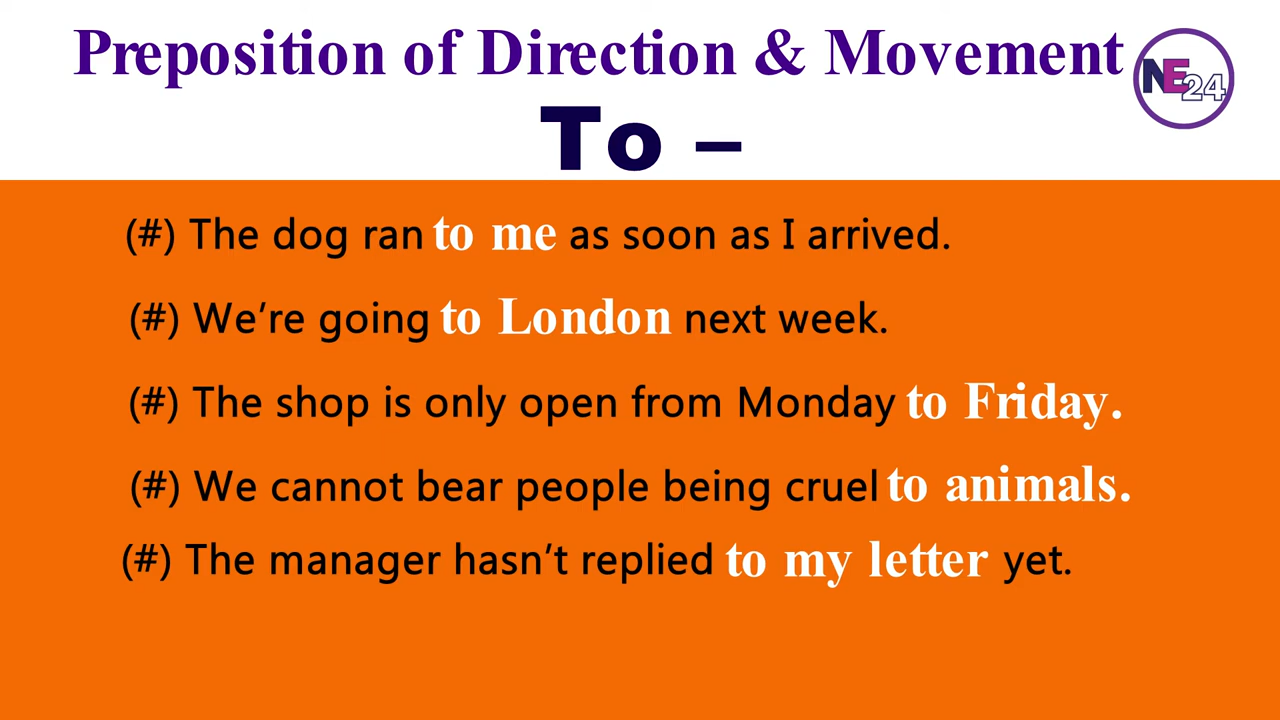 Preposition of Direction & Movement
NE24
To –
(#) The dog ran to me as soon as I arrived.
(#) We’re going to London next week.
(#) The shop is only open from Monday to Friday.
(#) We cannot bear people being cruel to animals.
(#) The manager hasn’t replied to my letter yet.